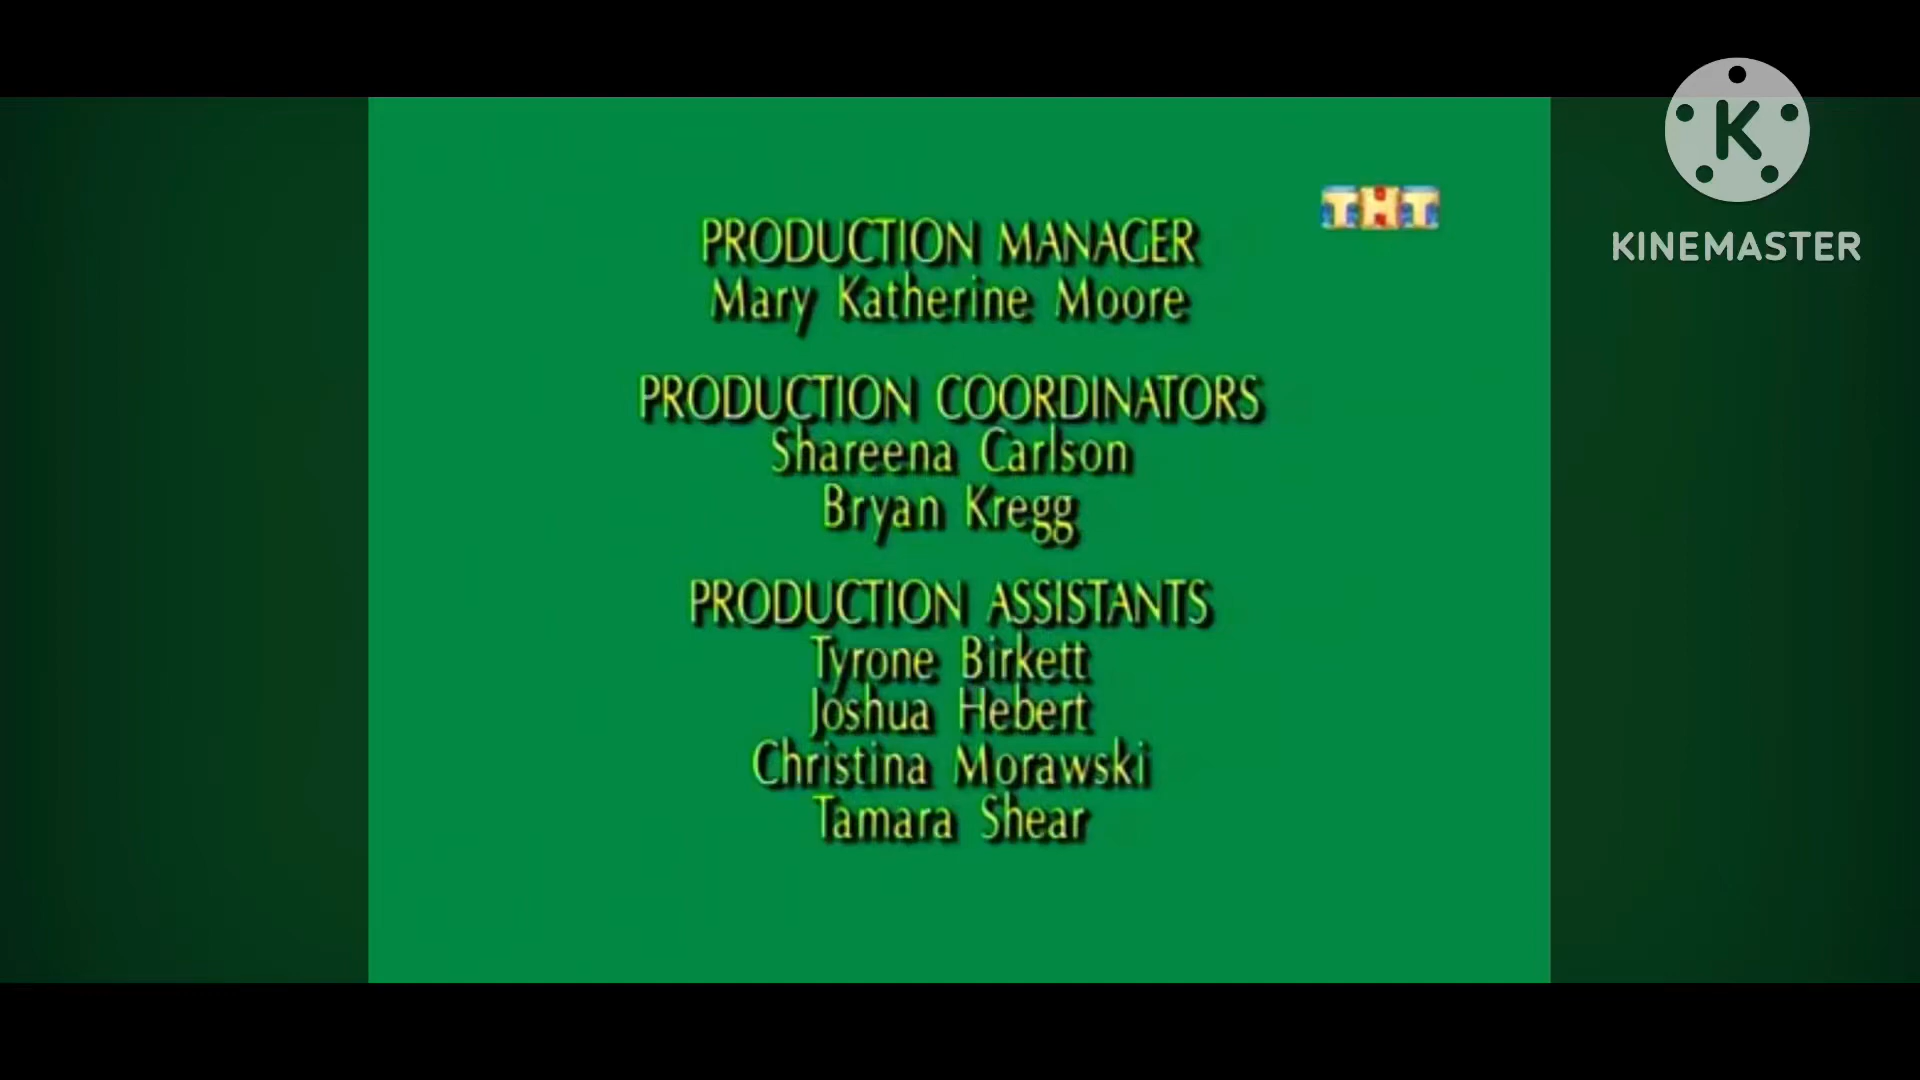 K
KINEMASTER
ТНТ
PRODUCTION MANAGER
Mary Katherine Moore
PRODUCTION COORDINATORS
Shareena Carlson
Bryan Kregg
PRODUCTION ASSISTANTS
Tyrone Birkett
Joshua Hebert
Christina Morawski
Tamara Shear